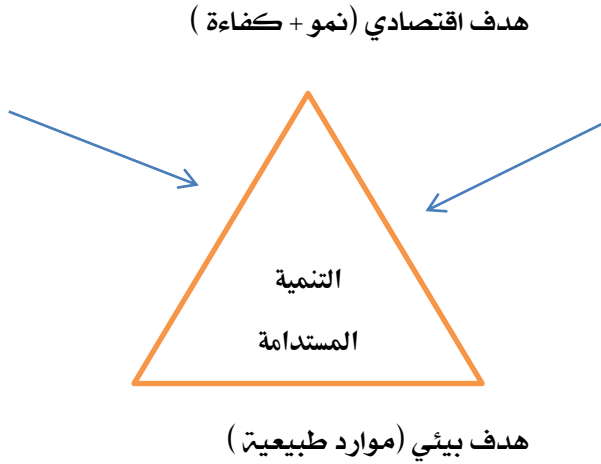 هدف اقتصادي (نمو + كفاءة )
التنمية
المستدامة
هدف بيئي (موارد طبيعية )